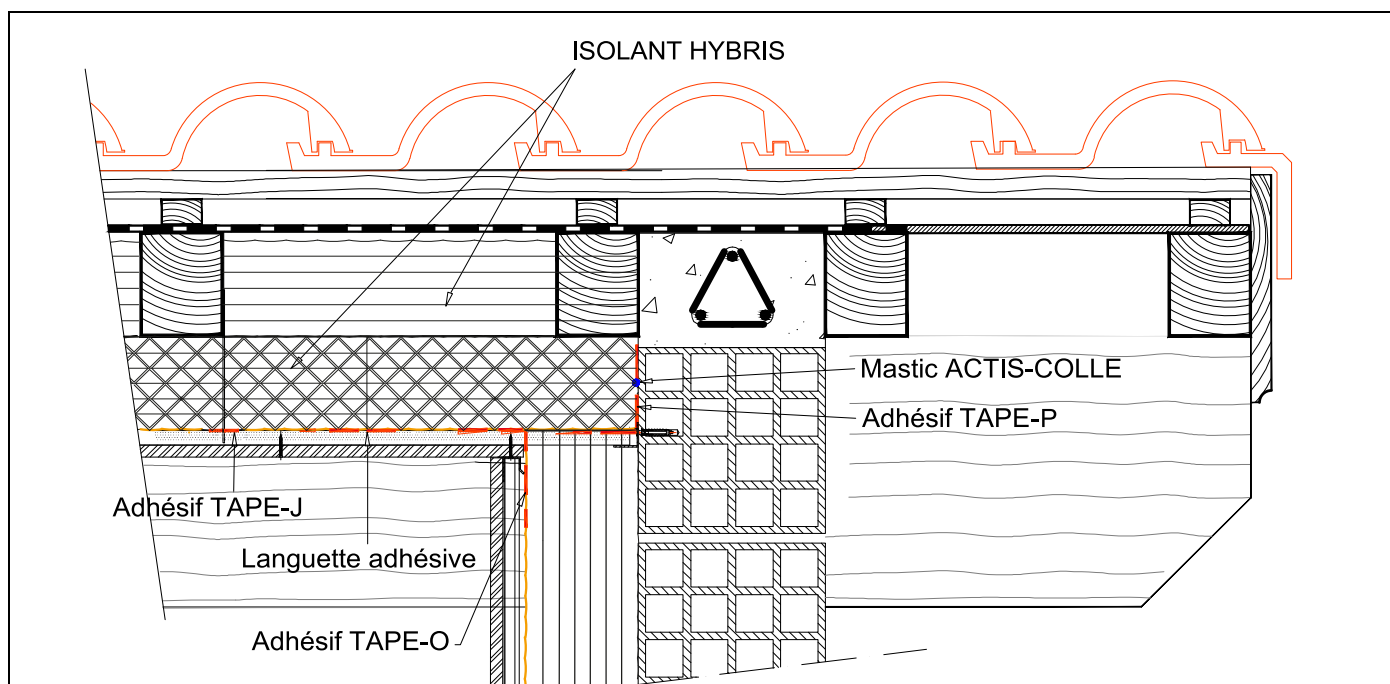 ISOLANT HYBRIS
Mastic ACTIS-COLLE
Adhésif TAPE-P
Adhésif TAPE-J
Languette adhésive
Adhésif TAPE-O